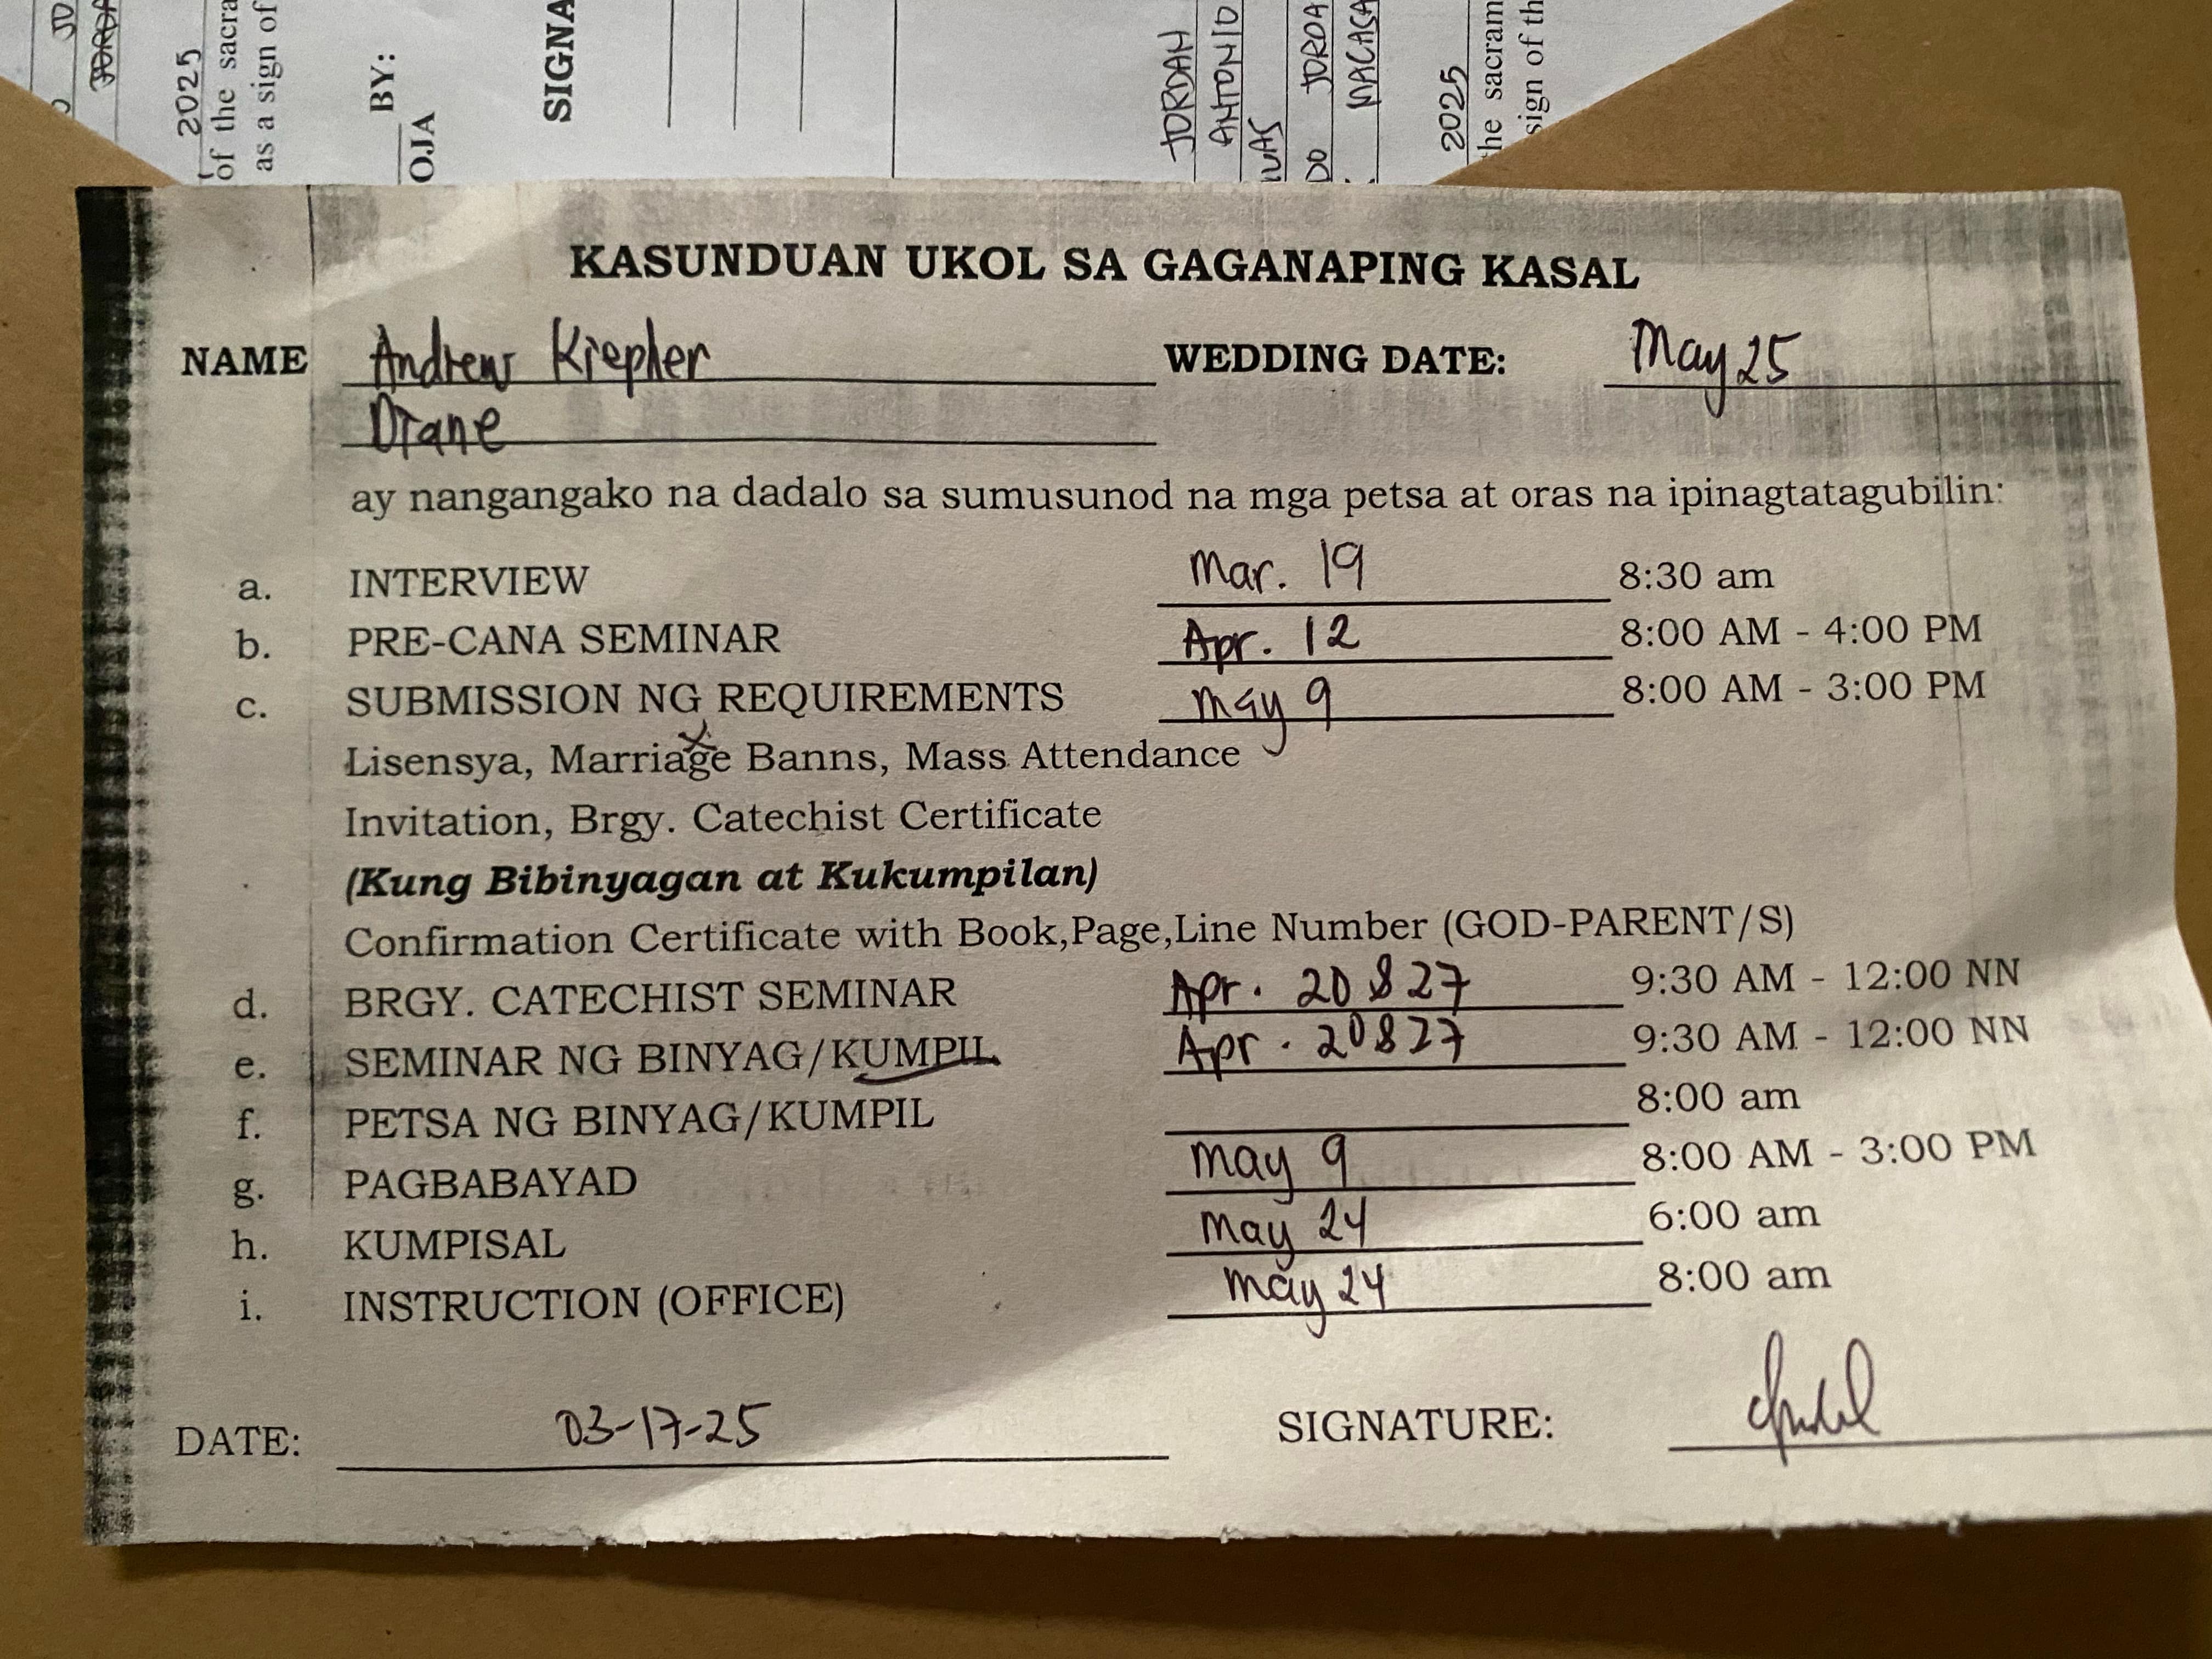 JD
JORDA
2025
of the sacra
as a sign of
BY:
OJA
SIGNA
JORDAN
ANTONIO
JORDA
MACASA
2025
the sacram
sign of th
KASUNDUAN UKOL SA GAGANAPING KASAL
NAME Andrew Kiepher WEDDING DATE: May 25
Diane
ay nangangako na dadalo sa sumusunod na mga petsa at oras na ipinagtatagubilin:
a. INTERVIEW Mar. 19 8:30 am
b. PRE-CANA SEMINAR Apr. 12 8:00 AM - 4:00 PM
c. SUBMISSION NG REQUIREMENTS May 9 8:00 AM - 3:00 PM
Lisensya, Marriage Banns, Mass Attendance
Invitation, Brgy. Catechist Certificate
(Kung Bibinyagan at Kukumpilan)
Confirmation Certificate with Book,Page,Line Number (GOD-PARENT/S)
d. BRGY. CATECHIST SEMINAR Apr. 20 & 27 9:30 AM - 12:00 NN
e. SEMINAR NG BINYAG/KUMPIL Apr. 20 & 27 9:30 AM - 12:00 NN
f. PETSA NG BINYAG/KUMPIL 8:00 am
g. PAGBABAYAD May 9 8:00 AM - 3:00 PM
h. KUMPISAL May 24 6:00 am
i. INSTRUCTION (OFFICE) May 24 8:00 am
DATE: 03-17-25 SIGNATURE: